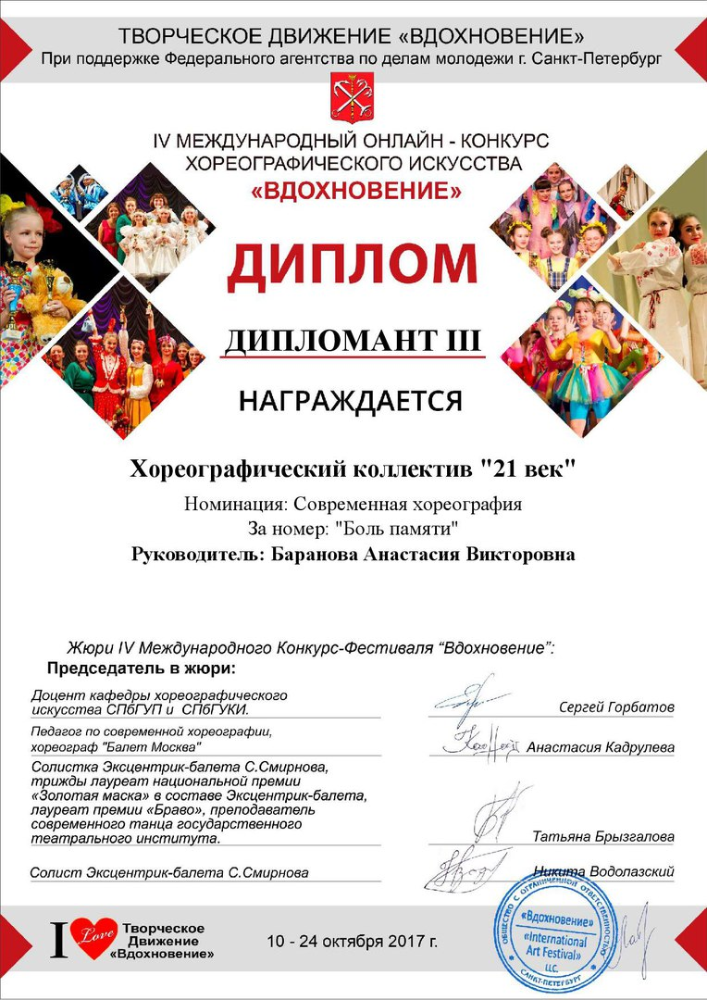 ТВОРЧЕСКОЕ ДВИЖЕНИЕ «ВДОХНОВЕНИЕ»
При поддержке Федерального агентства по делам молодежи г. Санкт-Петербург
IV МЕЖДУНАРОДНЫЙ ОНЛАЙН - КОНКУРС
ХОРЕОГРАФИЧЕСКОГО ИСКУССТВА
«ВДОХНОВЕНИЕ»
ДИПЛОМ
ДИПЛОМАНТ III
НАГРАЖДАЕТСЯ
Хореографический коллектив "21 век"
Номинация: Современная хореография
За номер: "Боль памяти"
Руководитель: Баранова Анастасия Викторовна
Жюри IV Международного Конкурс-Фестиваля “Вдохновение”:
Председатель в жюри:
Доцент кафедры хореографического
искусства СПбГУП и СПбГУКИ.
Сергей Горбатов
Педагог по современной хореографии,
хореограф "Балет Москва"
Анастасия Кадрулева
Солистка Эксцентрик-балета С.Смирнова,
трижды лауреат национальной премии
«Золотая маска» в составе Эксцентрик-балета,
лауреат премии «Браво», преподаватель
современного танца государственного
театрального института.
Татьяна Брызгалова
Солист Эксцентрик-балета С.Смирнова
Никита Водолазский
I Love Творческое
Движение
«Вдохновение»
10 - 24 октября 2017 г.
ОБЩЕСТВО С ОГРАНИЧЕННОЙ ОТВЕТСТВЕННОСТЬЮ
«Вдохновение»
«International
Art Festival»
LLC.
САНКТ-ПЕТЕРБУРГ